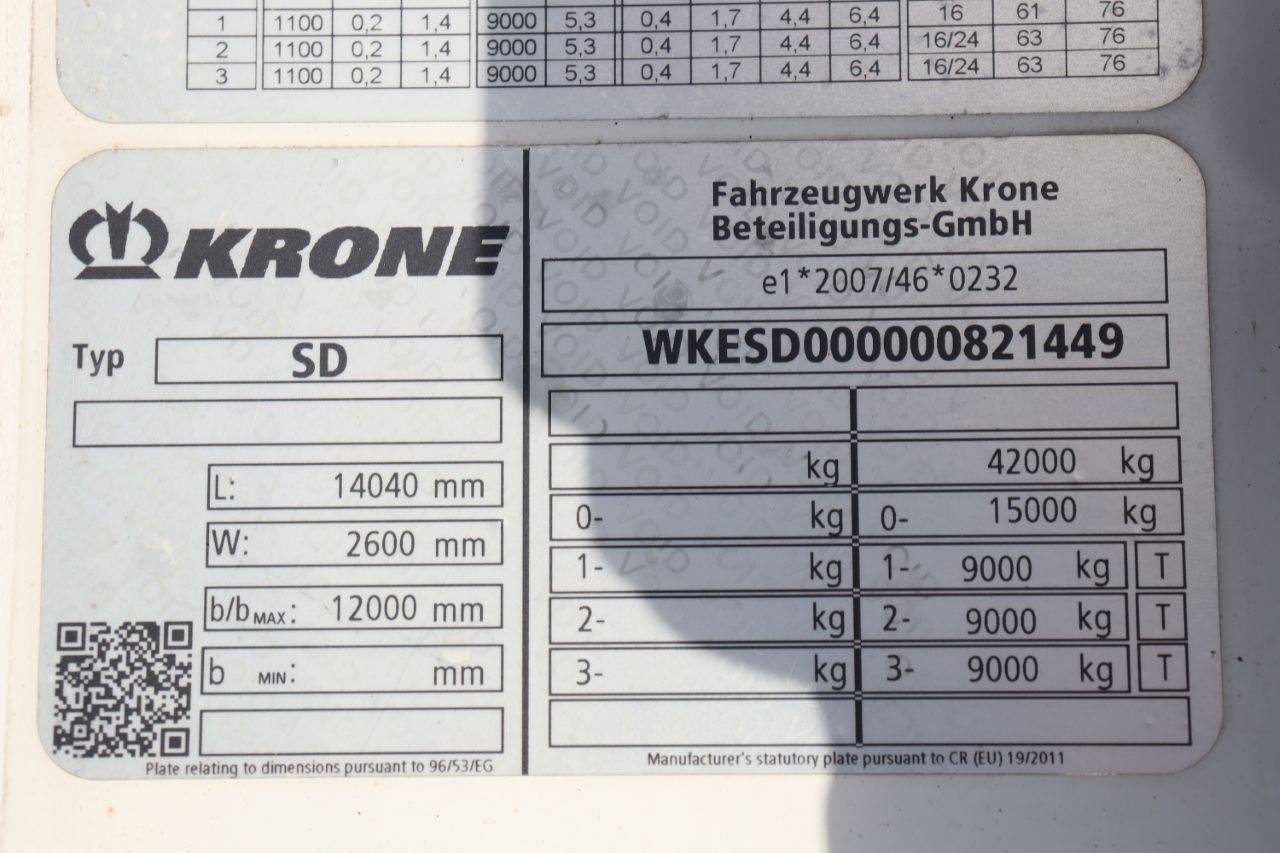 1 1100 0,2 1,4 9000 5,3 0,4 1,7 4,4 6,4 16 61 76
2 1100 0,2 1,4 9000 5,3 0,4 1,7 4,4 6,4 16/24 63 76
3 1100 0,2 1,4 9000 5,3 0,4 1,7 4,4 6,4 16/24 63 76
KRONE
Typ SD
L: 14040 mm
W: 2600 mm
b/b MAX: 12000 mm
b MIN: mm
Plate relating to dimensions pursuant to 96/53/EG
Fahrzeugwerk Krone
Beteiligungs-GmbH
e1*2007/46*0232
WKESD000000821449
kg 42000 kg
0- kg 0- 15000 kg
1- kg 1- 9000 kg T
2- kg 2- 9000 kg T
3- kg 3- 9000 kg T
Manufacturer's statutory plate pursuant to CR (EU) 19/2011